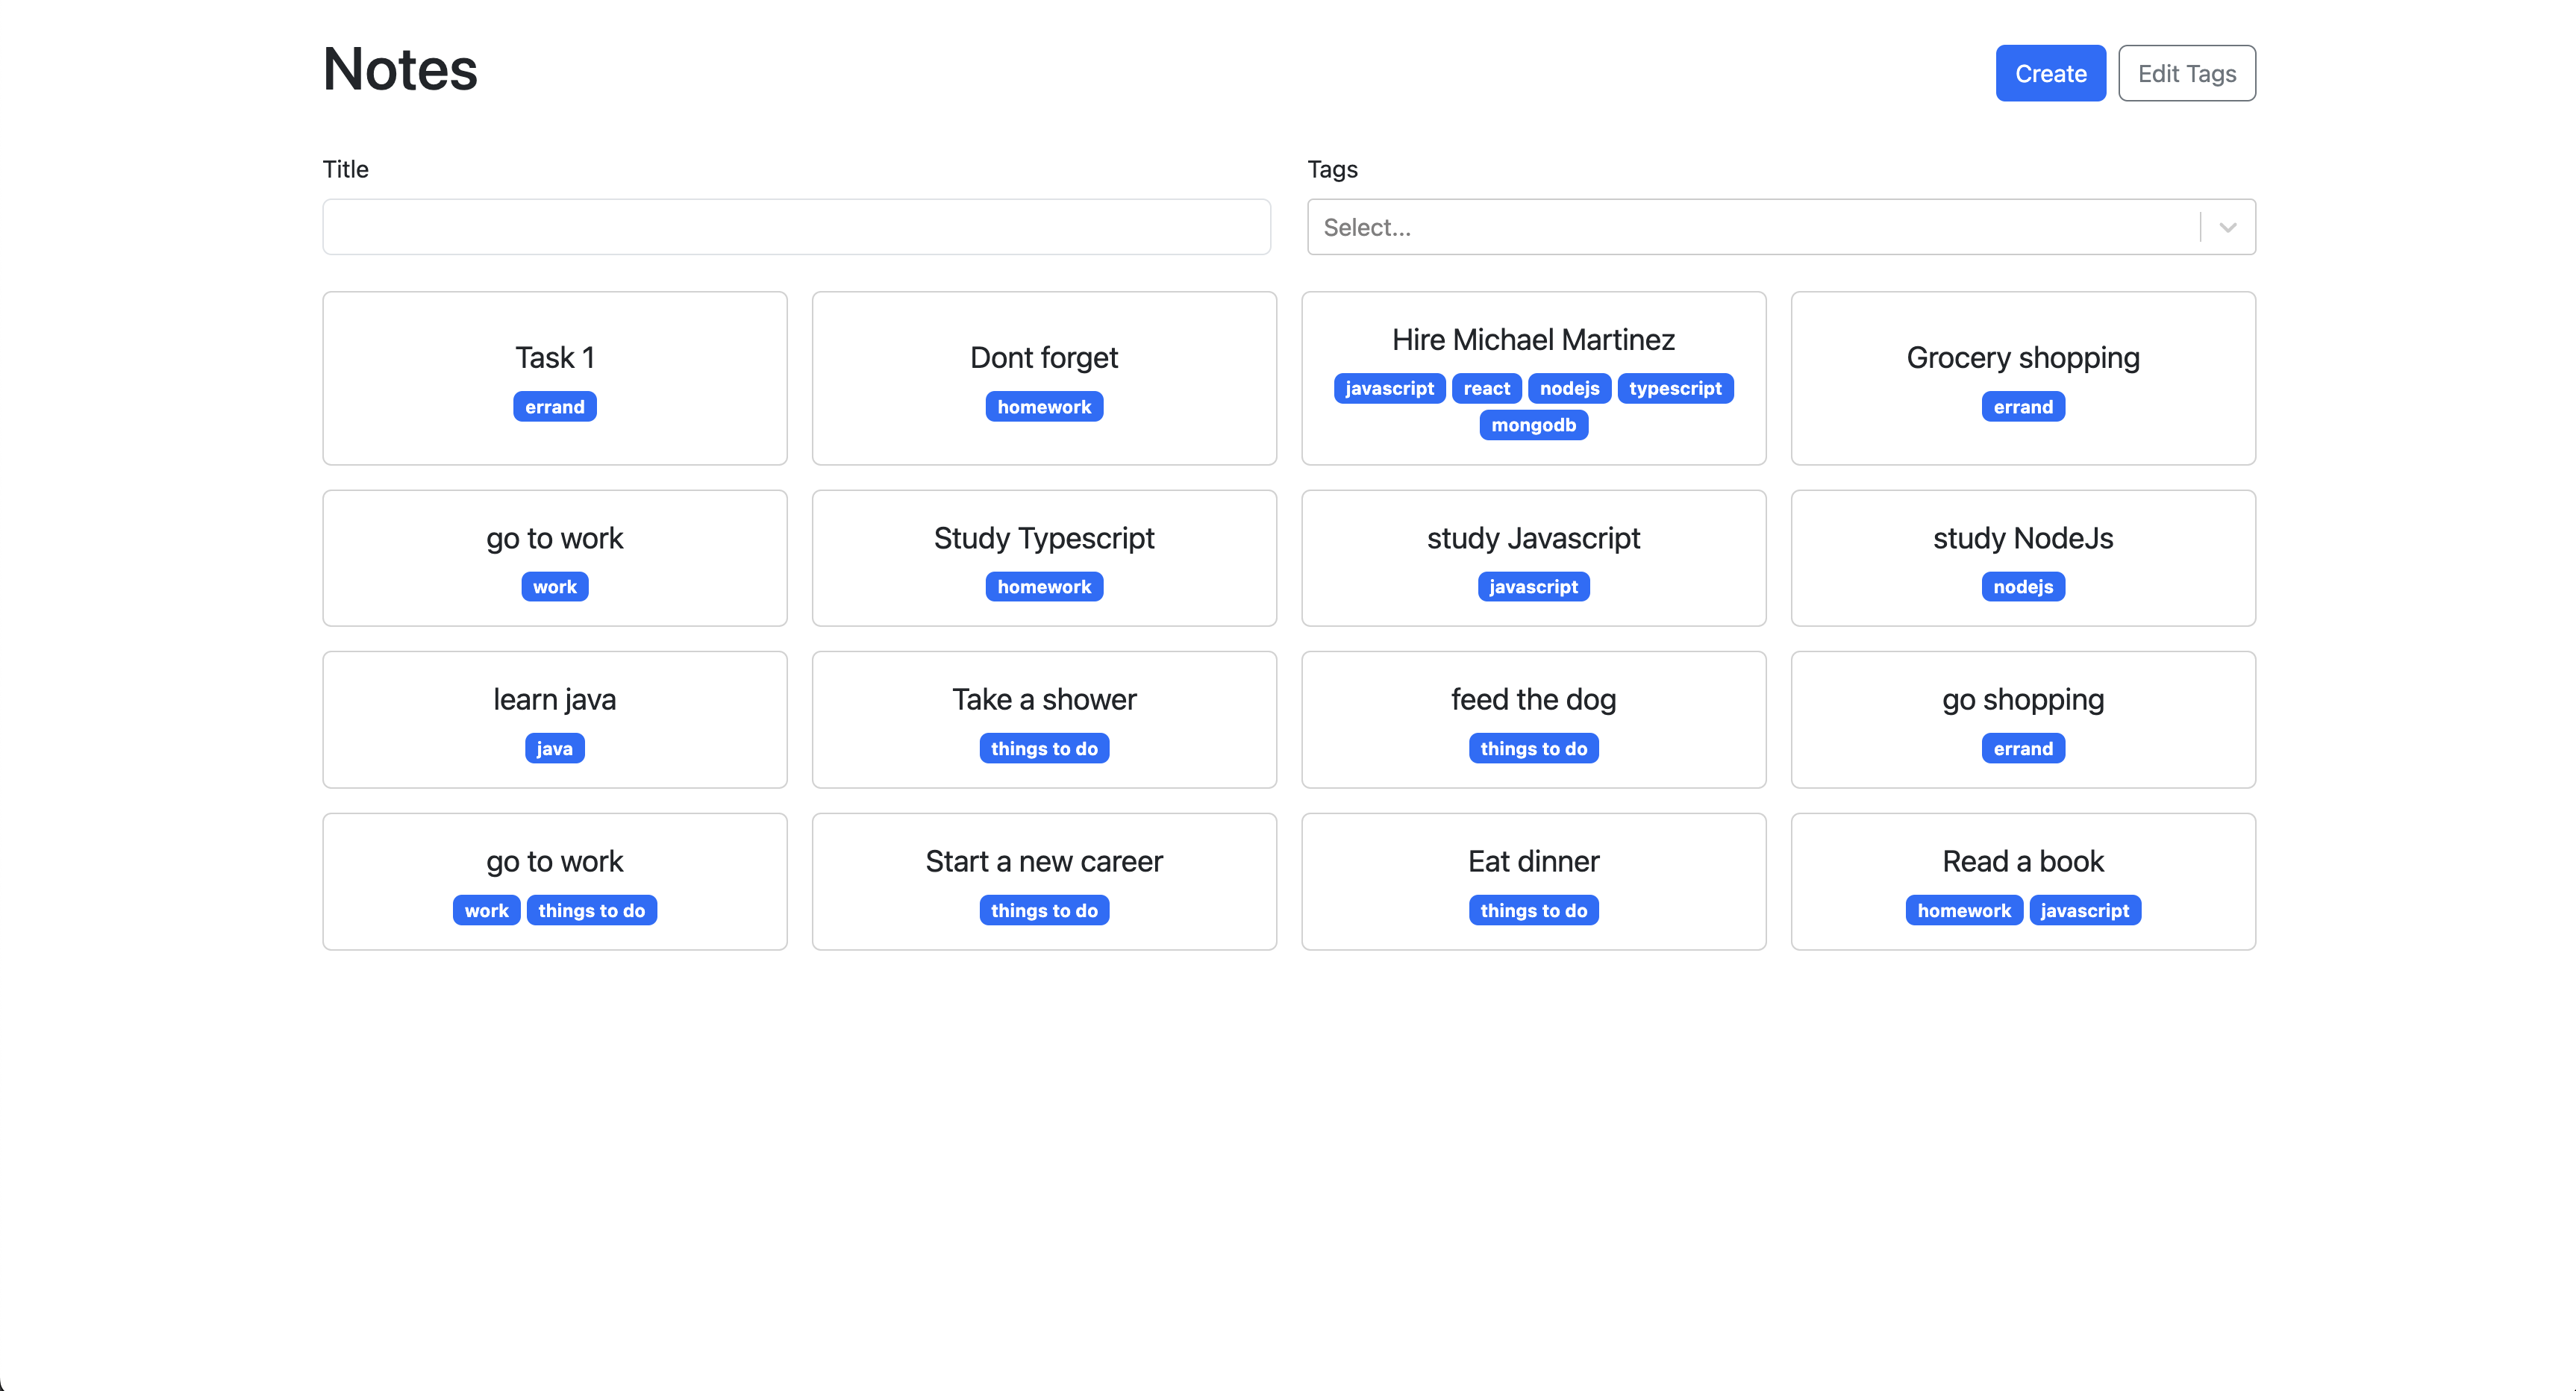 Notes
Create Edit Tags
Title
Tags
Select...
Task 1
errand
Dont forget
homework
Hire Michael Martinez
javascript react nodejs typescript
mongodb
Grocery shopping
errand
go to work
work
Study Typescript
homework
study Javascript
javascript
study NodeJs
nodejs
learn java
java
Take a shower
things to do
feed the dog
things to do
go shopping
errand
go to work
work things to do
Start a new career
things to do
Eat dinner
things to do
Read a book
homework javascript